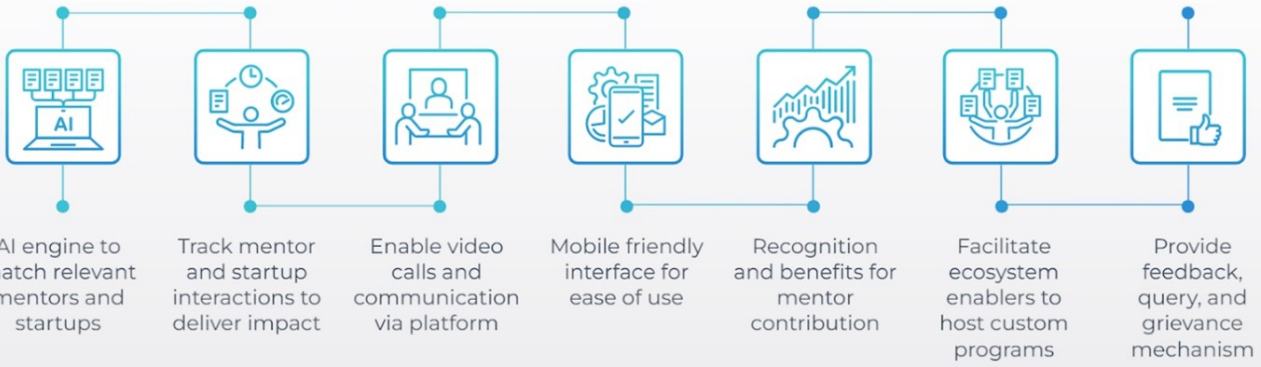 AI
AI engine to
match relevant
mentors and
startups
Track mentor
and startup
interactions to
deliver impact
Enable video
calls and
communication
via platform
Mobile friendly
interface for
ease of use
Recognition
and benefits for
mentor
contribution
Facilitate
ecosystem
enablers to
host custom
programs
Provide
feedback,
query, and
grievance
mechanism